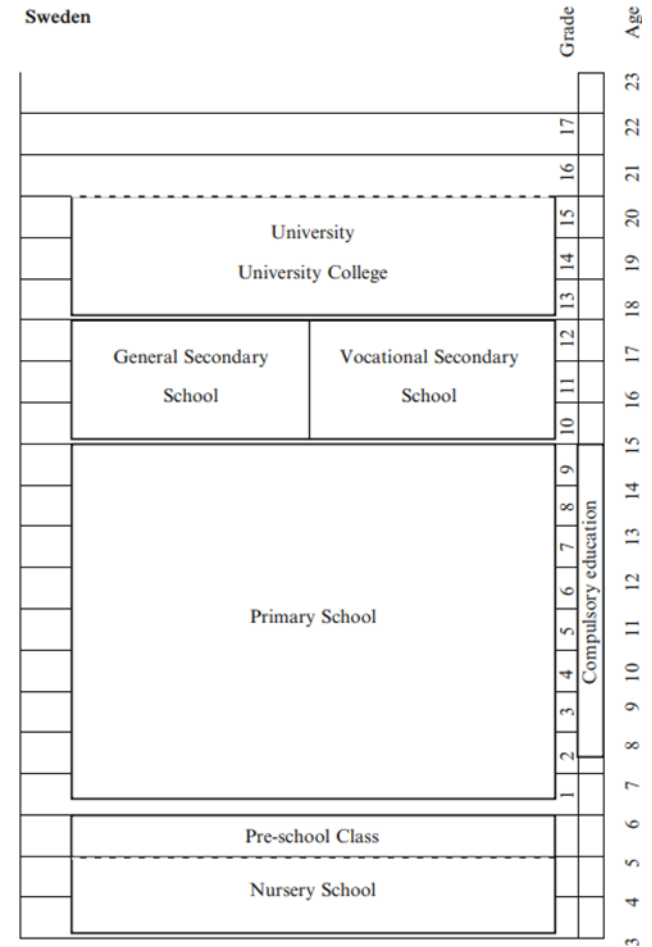 Sweden
Grade
Age
23
17
22
16
21
15
20
University
14
19
University College
13
18
12
General Secondary
Vocational Secondary
17
School
School
11
16
10
15
9
14
8
13
7
12
6
Primary School
11
5
Compulsory education
10
4
9
3
8
2
7
1
6
Pre-school Class
5
Nursery School
4
3